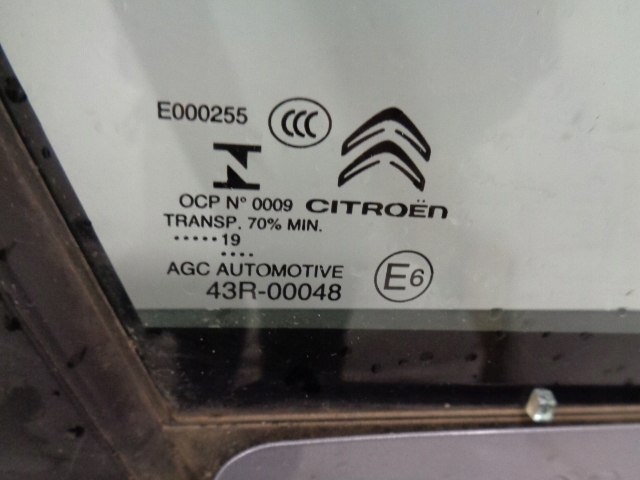 E000255 CCC
OCP N° 0009 CITROËN
TRANSP. 70% MIN.
..... 19
....
AGC AUTOMOTIVE E6
43R-00048